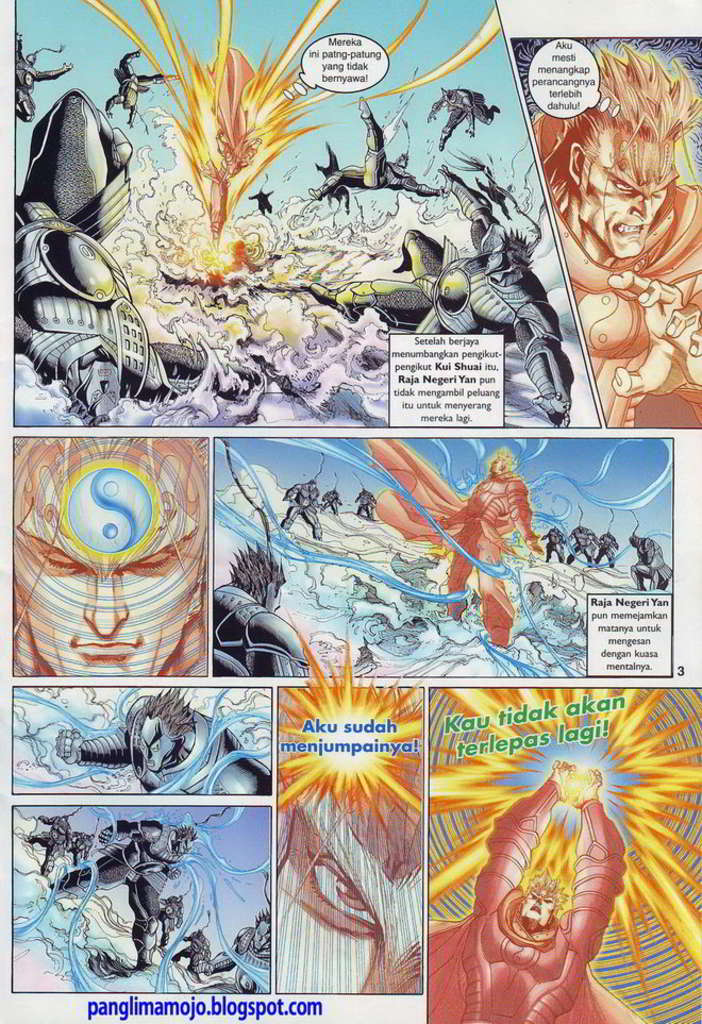 Mereka
ini patng-patung
yang tidak
bernyawa!
Aku
mesti
menangkap
perancangnya
terlebih
dahulu!
Setelah berjaya
menumbangkan pengikut-
pengikut Kui Shuai itu,
Raja Negeri Yan pun
tidak mengambil peluang
itu untuk menyerang
mereka lagi.
Raja Negeri Yan
pun memejamkan
matanya untuk
mengesan
dengan kuasa
mentalnya.
3
Aku sudah
menjumpainya!
Kau tidak akan
terlepas lagi!
panglimamojo.blogspot.com